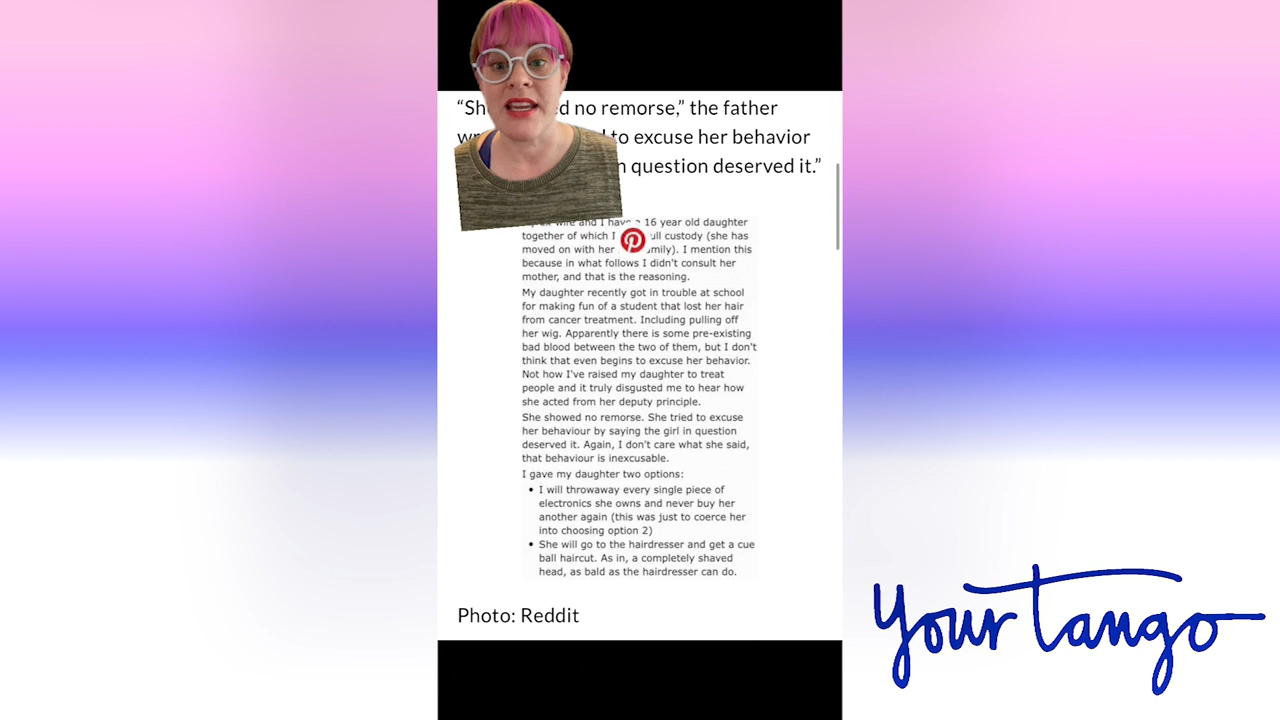 “Sh d no remorse,” the father
to excuse her behavior
question deserved it.”
wife and I have a 16 year old daughter
together of which I full custody (she has
moved on with her family). I mention this
because in what follows I didn't consult her
mother, and that is the reasoning.
My daughter recently got in trouble at school
for making fun of a student that lost her hair
from cancer treatment. Including pulling off
her wig. Apparently there is some pre-existing
bad blood between the two of them, but I don't
think that even begins to excuse her behavior.
Not how I've raised my daughter to treat
people and it truly disgusted me to hear how
she acted from her deputy principle.
She showed no remorse. She tried to excuse
her behaviour by saying the girl in question
deserved it. Again, I don't care what she said,
that behaviour is inexcusable.
I gave my daughter two options:
• I will throwaway every single piece of
electronics she owns and never buy her
another again (this was just to coerce her
into choosing option 2)
• She will go to the hairdresser and get a cue
ball haircut. As in, a completely shaved
head, as bald as the hairdresser can do.
Photo: Reddit
YourTango